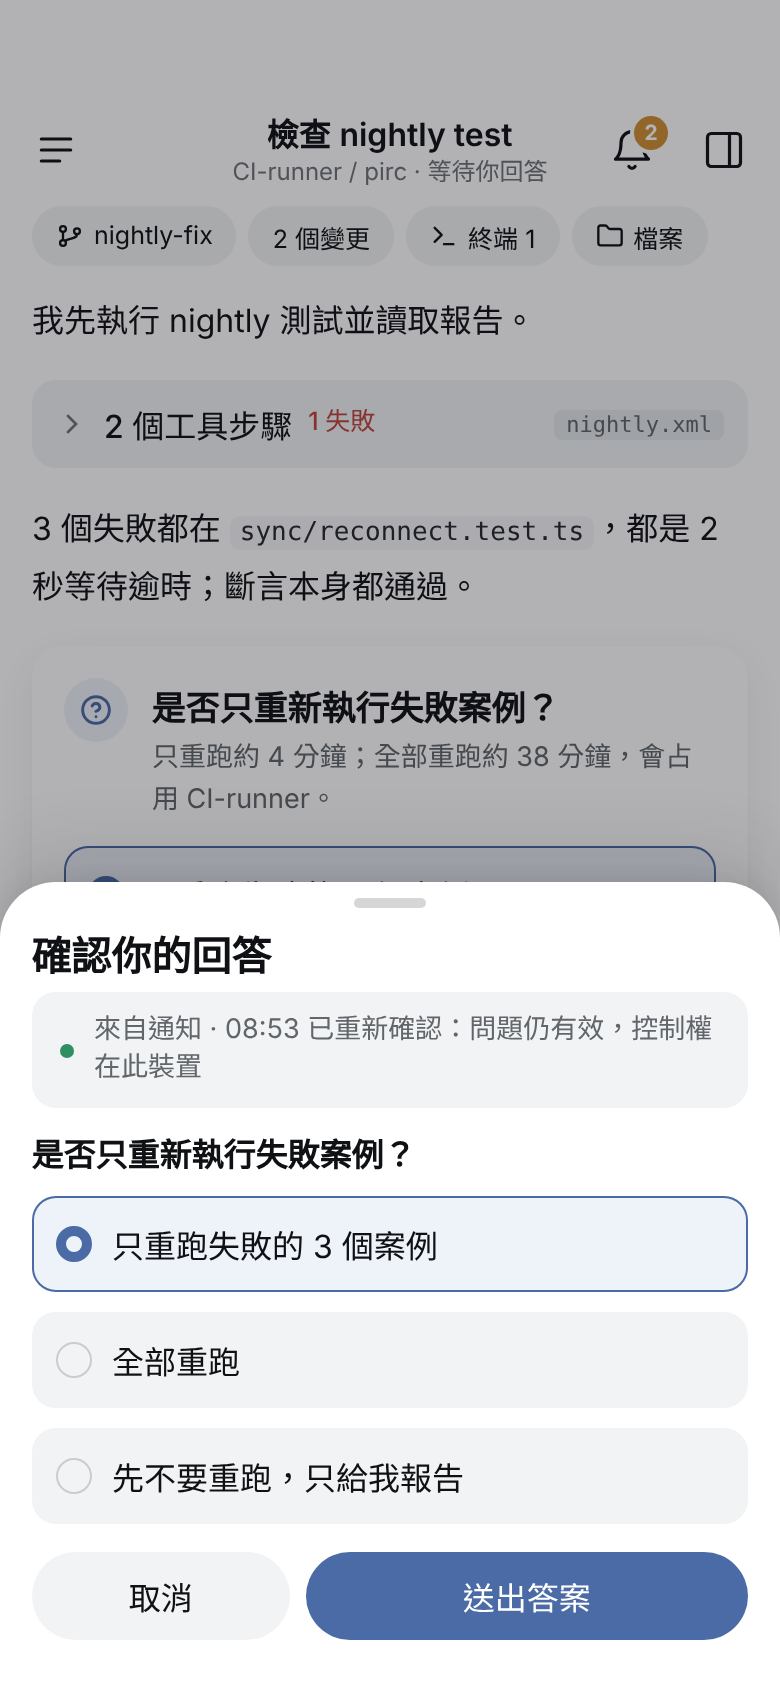 檢查 nightly test
2
CI-runner / pirc · 等待你回答
nightly-fix
2 個變更
終端 1
檔案
我先執行 nightly 測試並讀取報告。
2 個工具步驟 1 失敗 nightly.xml
3 個失敗都在 sync/reconnect.test.ts，都是 2
秒等待逾時；斷言本身都通過。
是否只重新執行失敗案例？
只重跑約 4 分鐘；全部重跑約 38 分鐘，會占
用 CI-runner。
確認你的回答
來自通知 · 08:53 已重新確認：問題仍有效，控制權
在此裝置
是否只重新執行失敗案例？
只重跑失敗的 3 個案例
全部重跑
先不要重跑，只給我報告
取消
送出答案